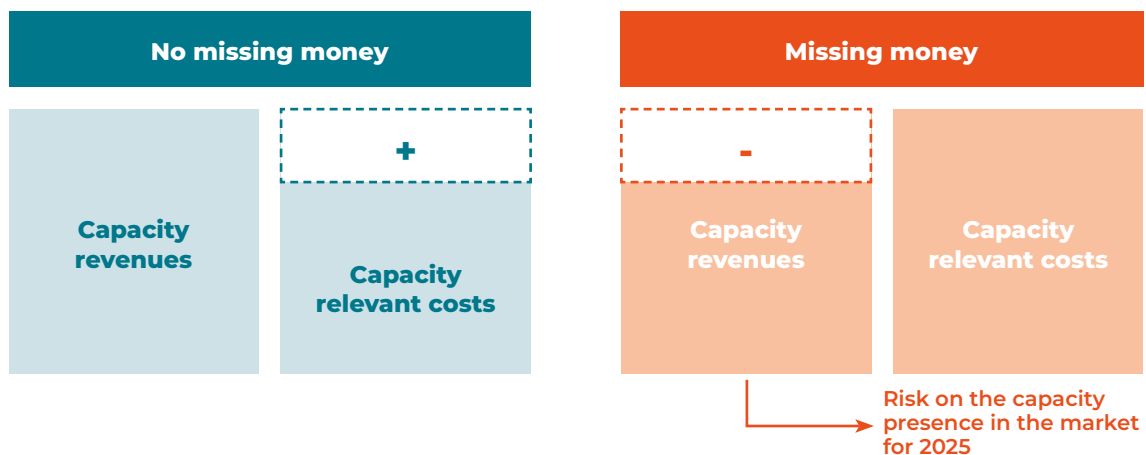 No missing money
+
Capacity
revenues
Capacity
relevant costs
Missing money
-
Capacity
revenues
Capacity
relevant costs
Risk on the capacity
presence in the market
for 2025